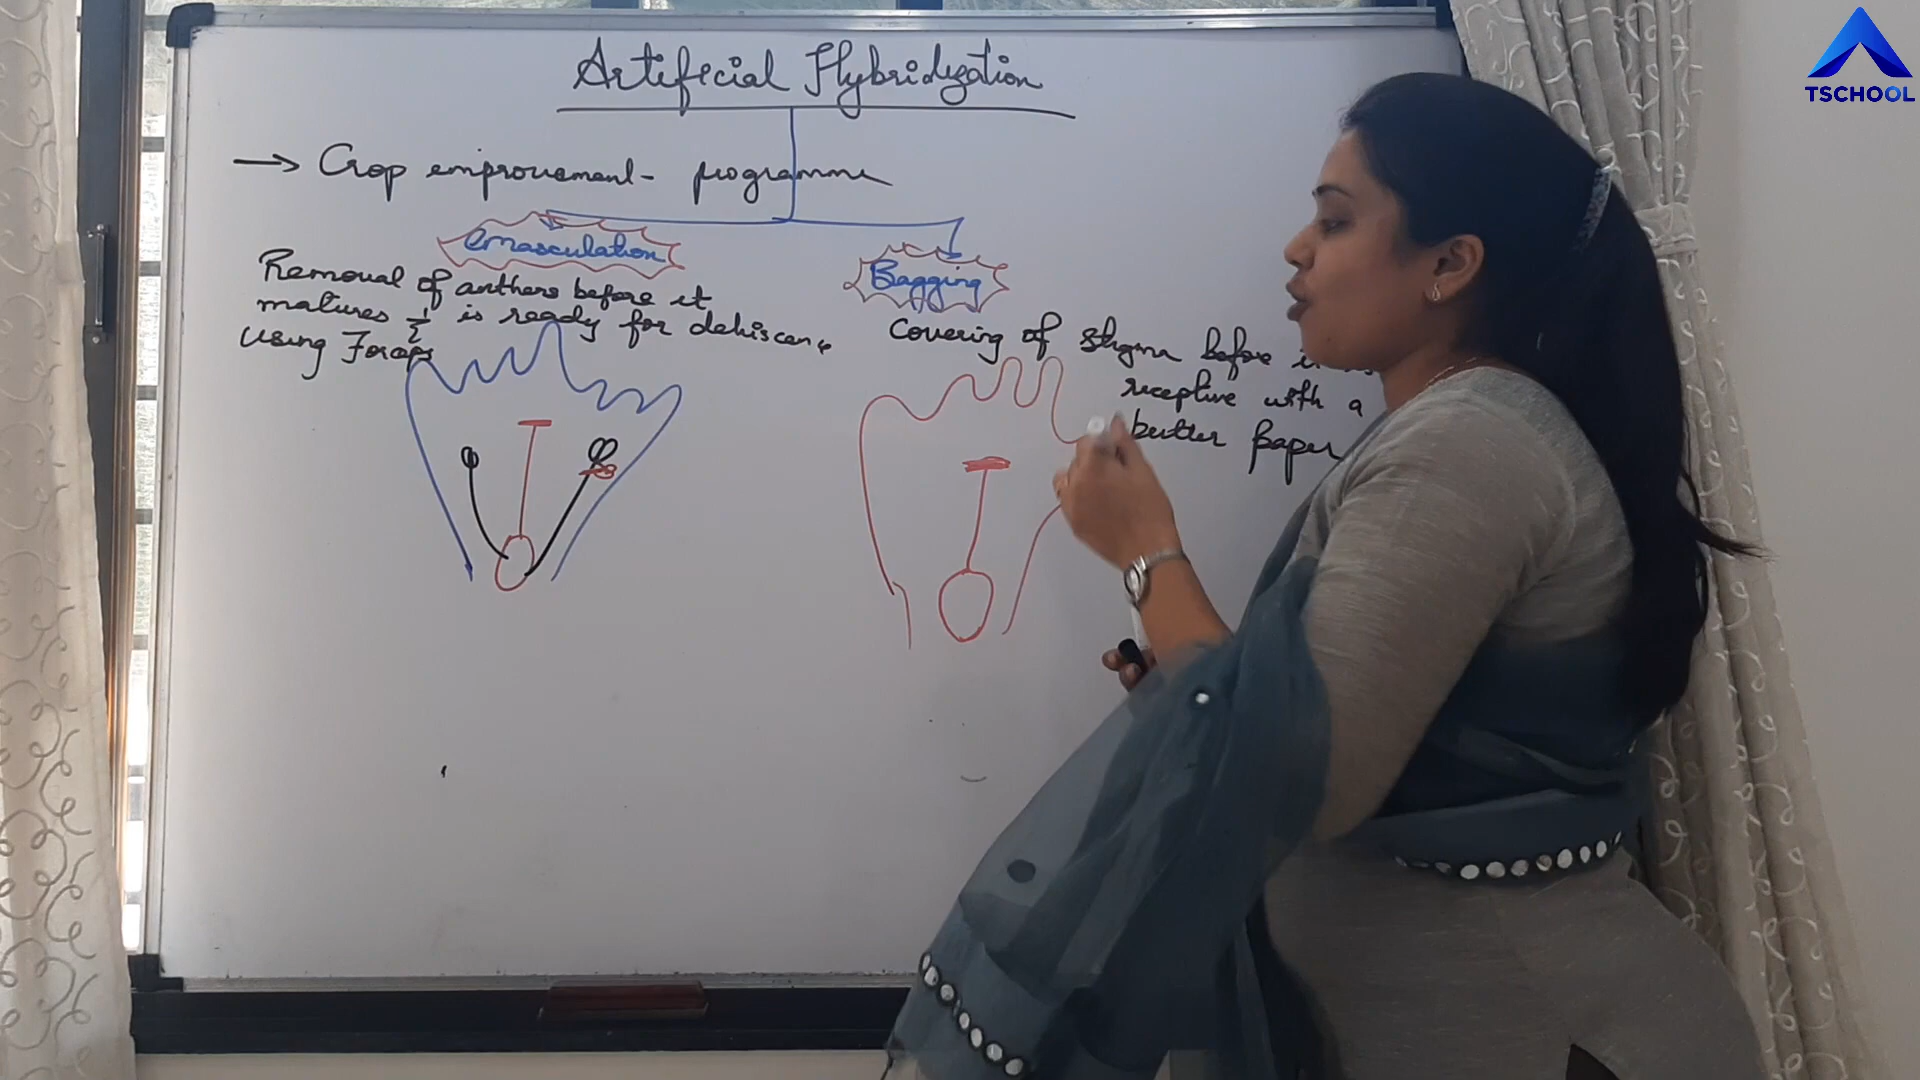 TSCHOOL
Artificial Hybridization
→ Crop improvement - programme
emasculation
Removal of anthers before it
matures & is ready for dehiscence
using Forceps
Bagging
Covering of stigma before
receptive with a
butter paper